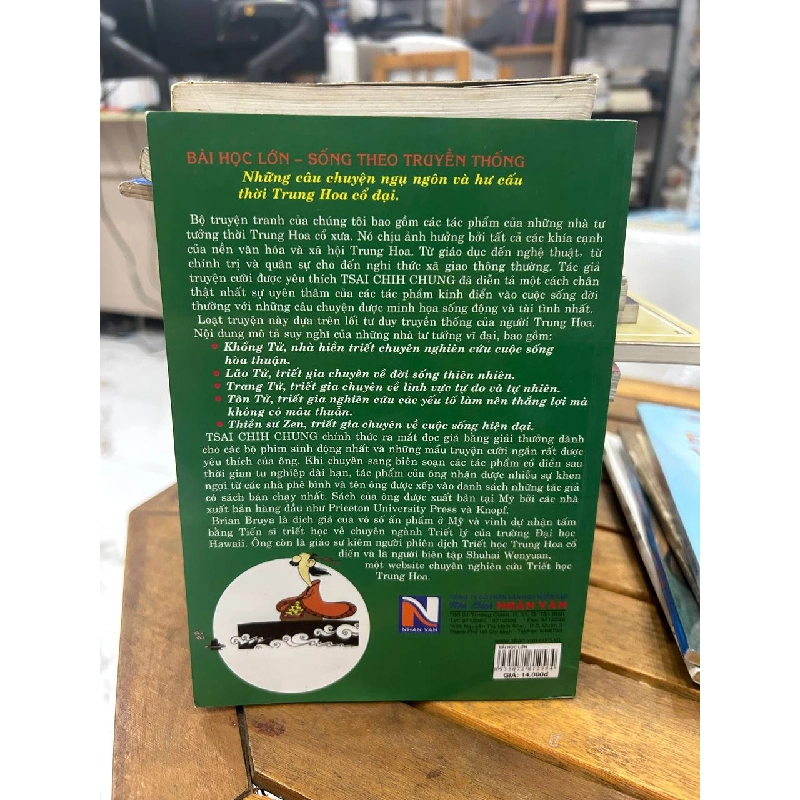 BÀI HỌC LỚN – SỐNG THEO TRUYỀN THỐNG
Những câu chuyện ngụ ngôn và hư cấu
thời Trung Hoa cổ đại.
Bộ truyện tranh của chúng tôi bao gồm các tác phẩm của những nhà tư
tưởng thời Trung Hoa cổ xưa. Nó chịu ảnh hưởng bởi tất cả các khía cạnh
của nền văn hóa và xã hội Trung Hoa. Từ giáo dục đến nghệ thuật, từ
chính trị và quân sự cho đến nghi thức xã giao thông thường. Tác giả
truyện cười được yêu thích TSAI CHIH CHUNG đã diễn tả một cách chân
thật nhất sự uyên thâm của các tác phẩm kinh điển vào cuộc sống đời
thường với những câu chuyện được minh họa sống động và tài tình nhất.
Loạt truyện này dựa trên lối tư duy truyền thống của người Trung Hoa.
Nội dung mô tả suy nghĩ của những nhà tư tưởng vĩ đại, bao gồm:
• Khổng Tử, nhà hiền triết chuyên nghiên cứu cuộc sống
hòa thuận.
• Lão Tử, triết gia chuyên về đời sống thiên nhiên.
• Trang Tử, triết gia chuyên về lĩnh vực tự do và tự nhiên.
• Tôn Tử, triết gia nghiên cứu các yếu tố làm nên thắng lợi mà
không có mâu thuẫn.
• Thiền sư Zen, triết gia chuyên về cuộc sống hiện đại.
TSAI CHIH CHUNG chính thức ra mắt đọc giả bằng giải thưởng dành
cho các bộ phim sinh động nhất và những mẩu truyện cười ngắn rất được
yêu thích của ông. Khi chuyển sang biên soạn các tác phẩm cổ điển sau
thời gian tu nghiệp dài hạn, tác phẩm của ông nhận được nhiều sự khen
ngợi từ các nhà phê bình và tên ông được xếp vào danh sách những tác giả
có sách bán chạy nhất. Sách của ông được xuất bản tại Mỹ bởi các nhà
xuất bản hàng đầu như Priceton University Press và Knopf.
Brian Bruya là dịch giả của vô số ấn phẩm ở Mỹ và vinh dự nhận tấm
bằng Tiến sĩ triết học về chuyên ngành Triết lý của trường Đại học
Hawaii. Ông còn là giáo sư kiêm người phiên dịch Triết học Trung Hoa cổ
điển và là người biên tập Shuhai Wenyuan,
một website chuyên nghiên cứu Triết học
Trung Hoa.
NHÂN VĂN
NHÂN VĂN
BÀI HỌC LỚN
GIÁ: 14.000đ